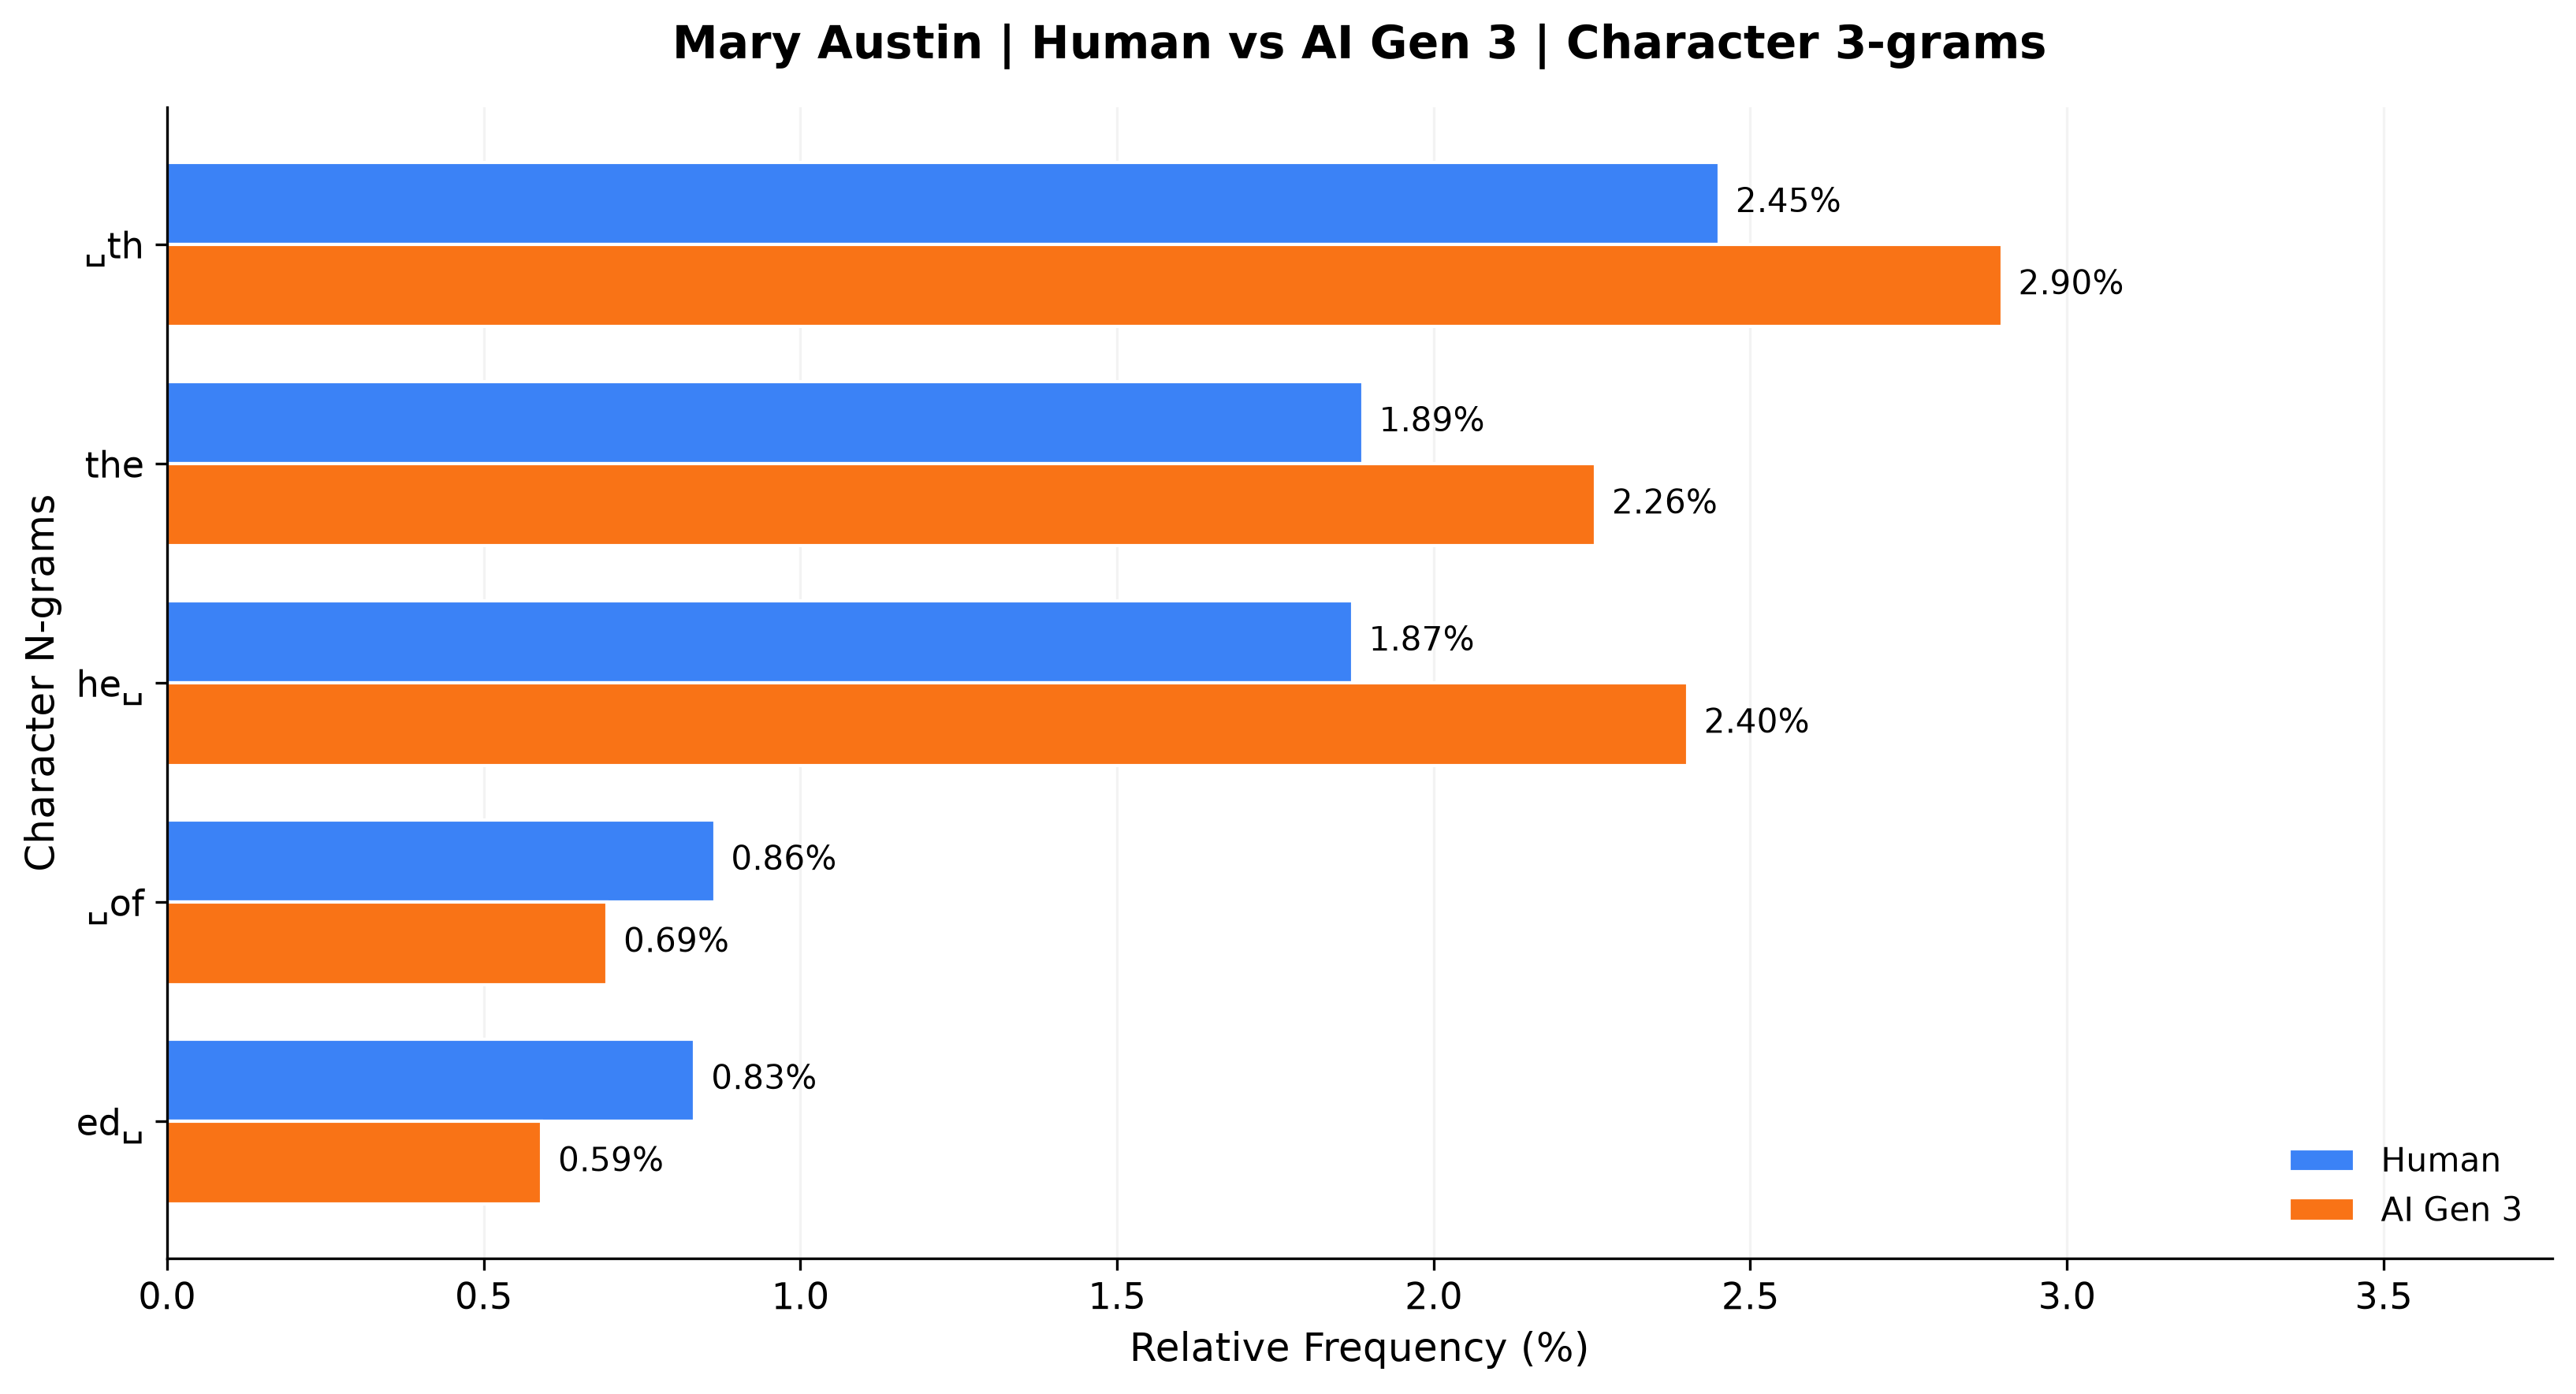 Mary Austin | Human vs AI Gen 3 | Character 3-grams
Character N-grams
␣th
2.45%
2.90%
the
1.89%
2.26%
he␣
1.87%
2.40%
␣of
0.86%
0.69%
ed␣
0.83%
0.59%
Human
AI Gen 3
0.0 0.5 1.0 1.5 2.0 2.5 3.0 3.5
Relative Frequency (%)